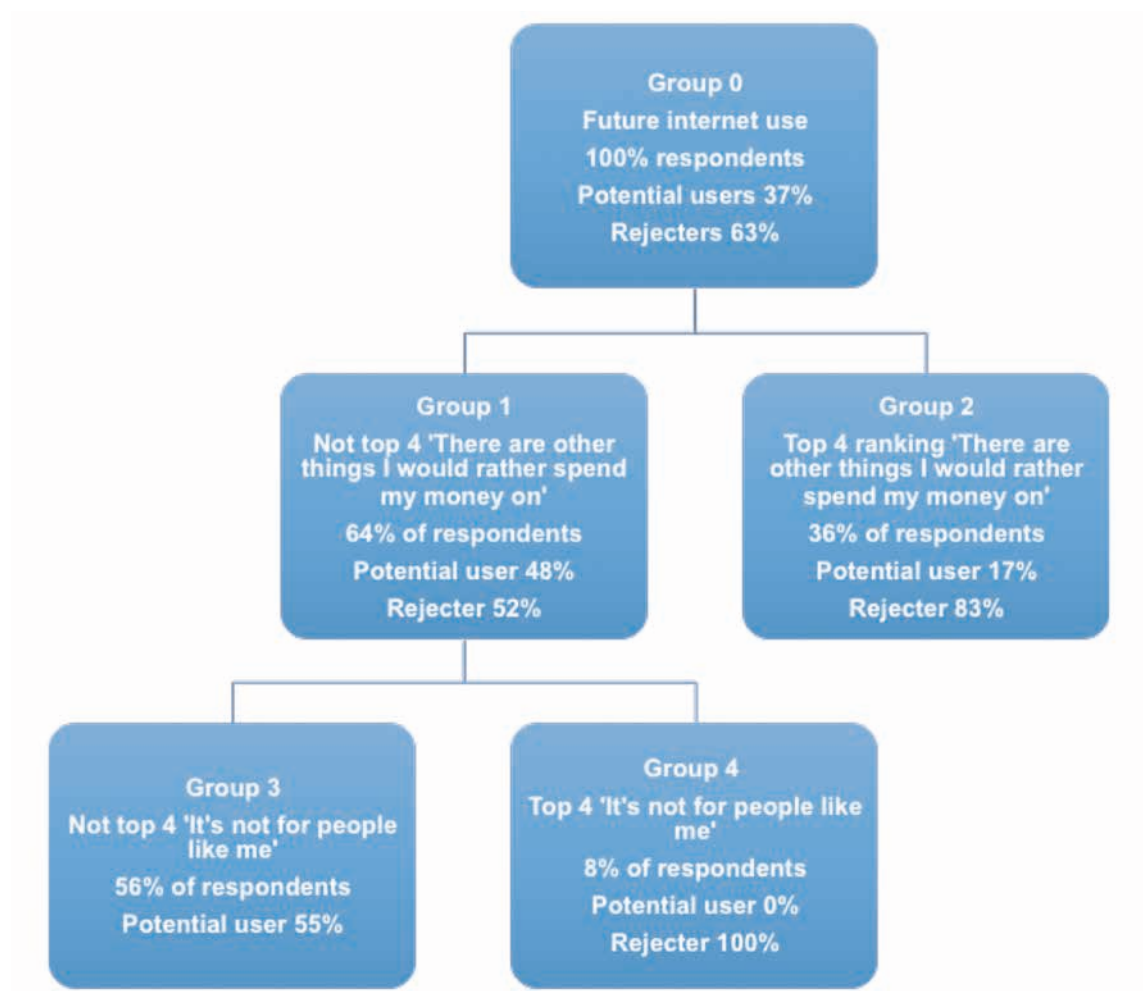 Group 0
Future internet use
100% respondents
Potential users 37%
Rejecters 63%
Group 1
Not top 4 'There are other
things I would rather spend
my money on'
64% of respondents
Potential user 48%
Rejecter 52%
Group 2
Top 4 ranking 'There are
other things I would rather
spend my money on'
36% of respondents
Potential user 17%
Rejecter 83%
Group 3
Not top 4 'It's not for people
like me'
56% of respondents
Potential user 55%
Group 4
Top 4 'It's not for people like
me'
8% of respondents
Potential user 0%
Rejecter 100%